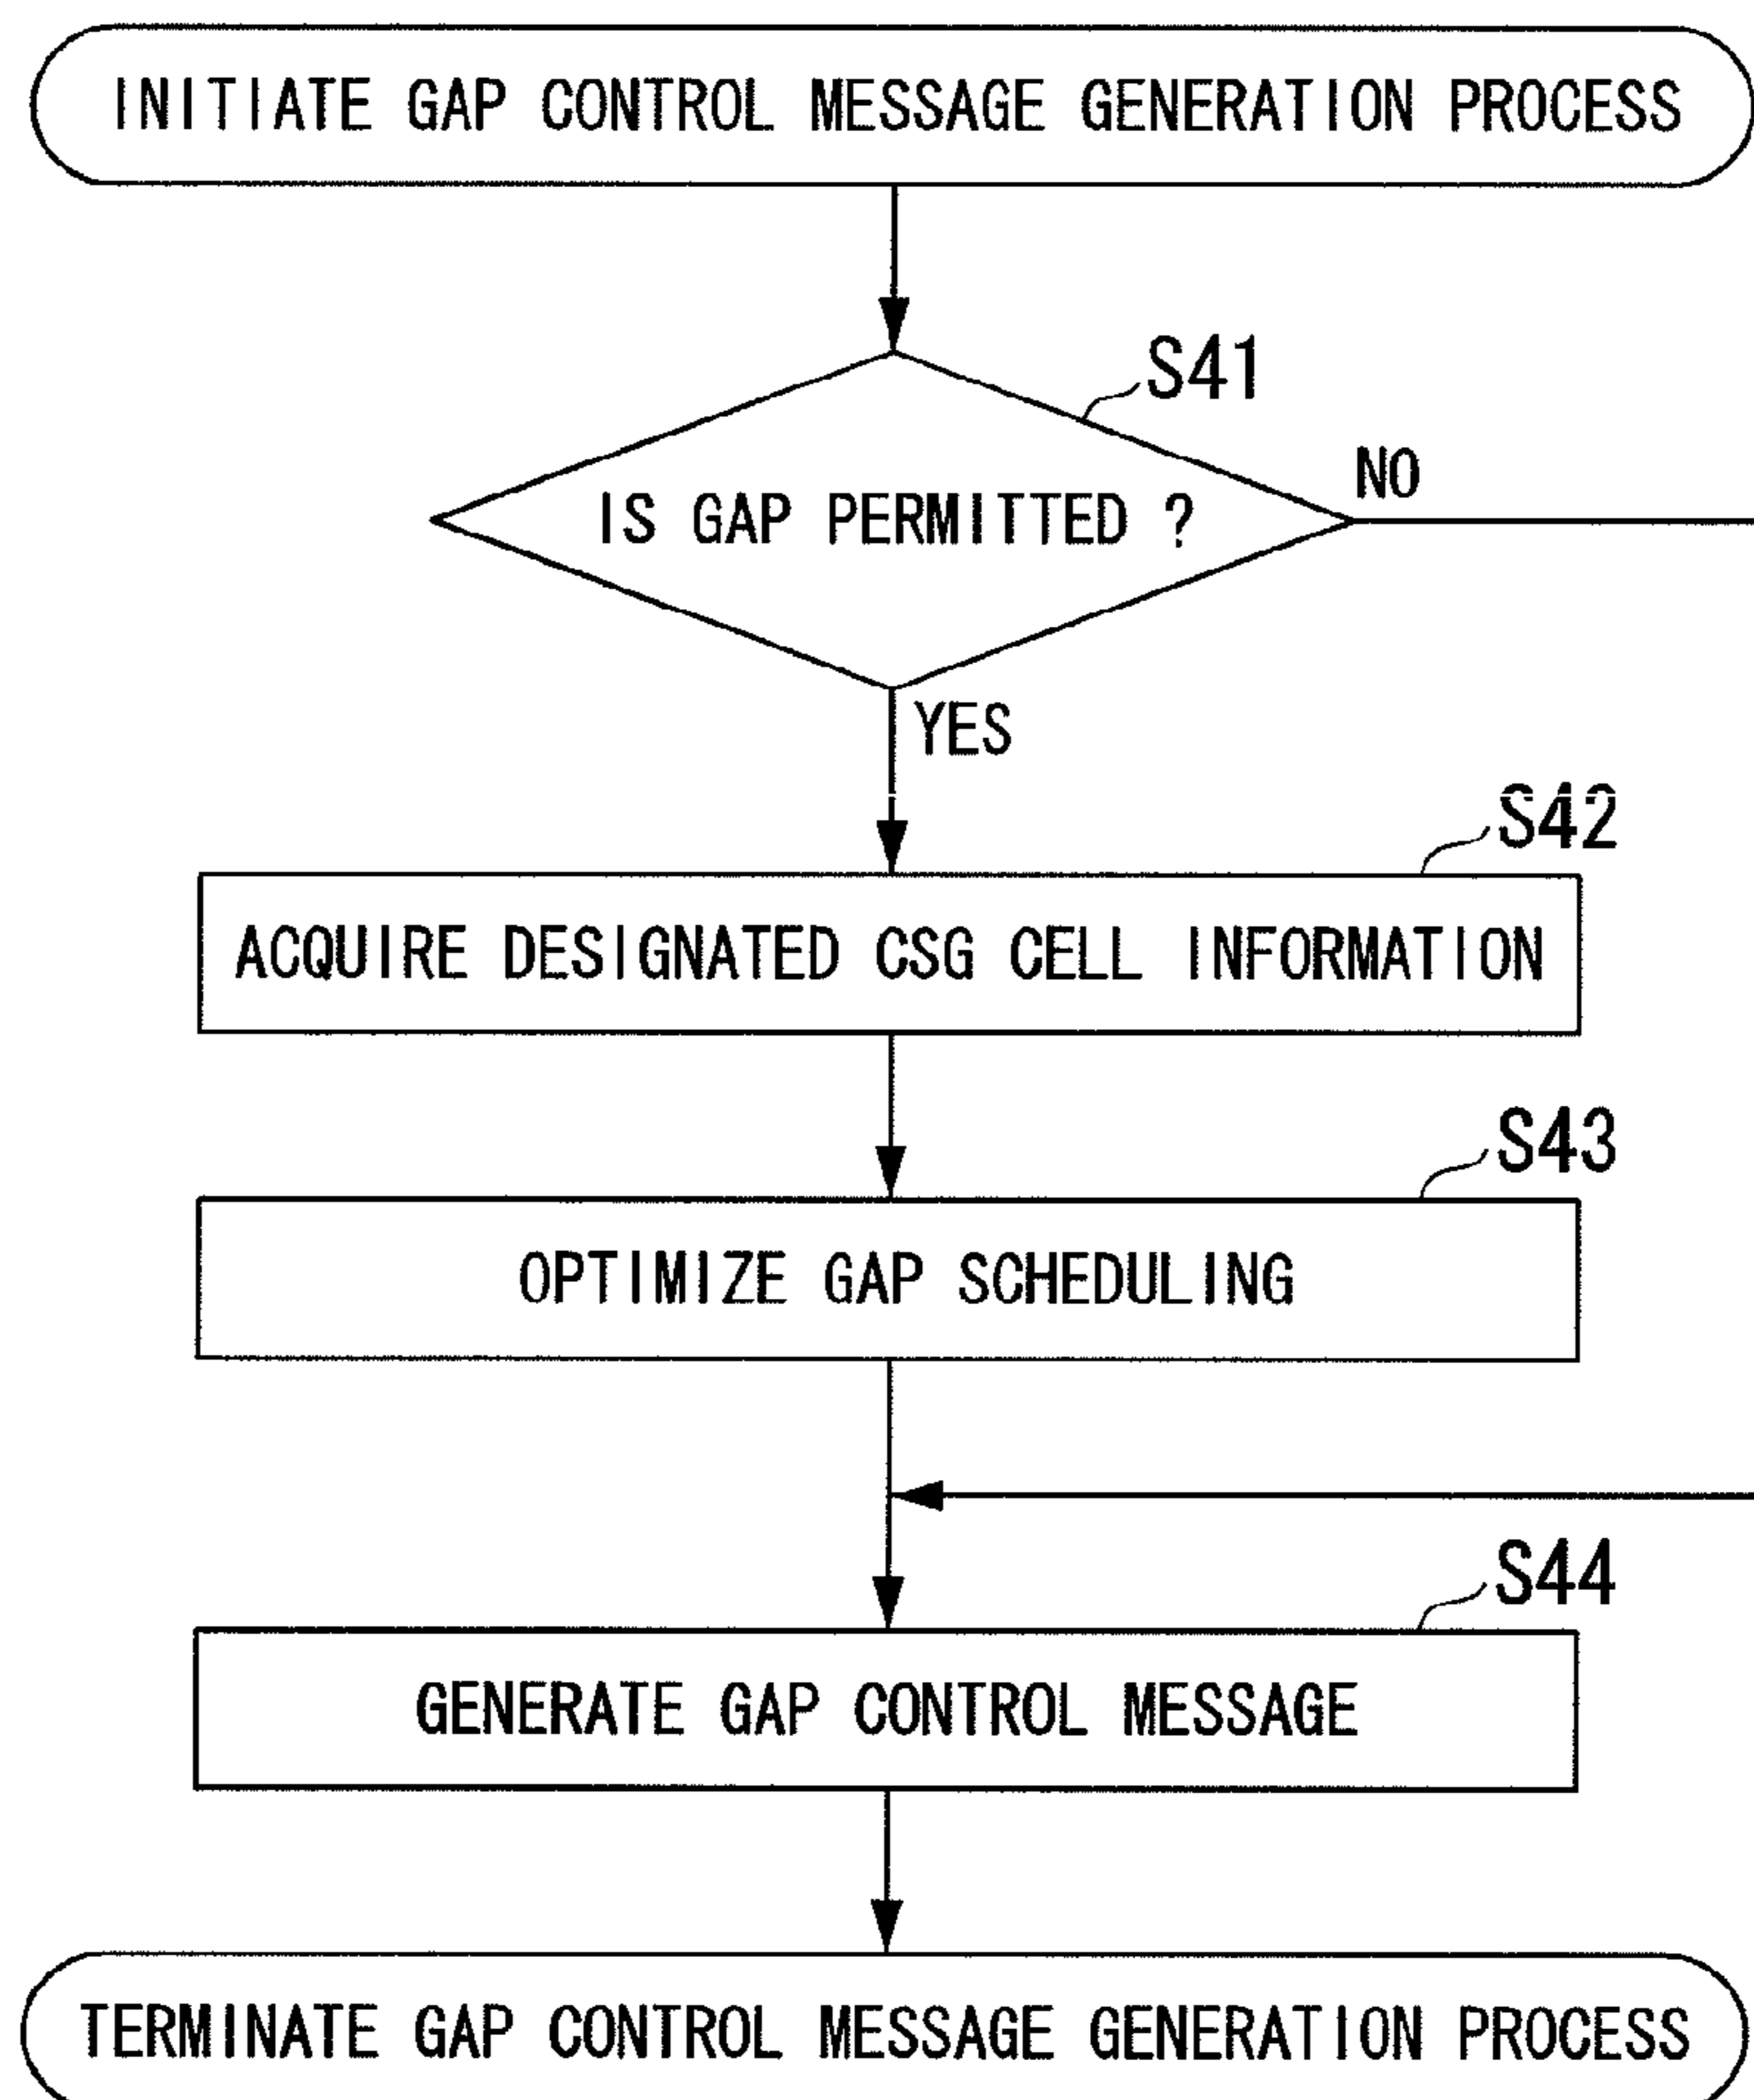 INITIATE GAP CONTROL MESSAGE GENERATION PROCESS
S41
IS GAP PERMITTED ?
NO
YES
S42
ACQUIRE DESIGNATED CSG CELL INFORMATION
S43
OPTIMIZE GAP SCHEDULING
S44
GENERATE GAP CONTROL MESSAGE
TERMINATE GAP CONTROL MESSAGE GENERATION PROCESS